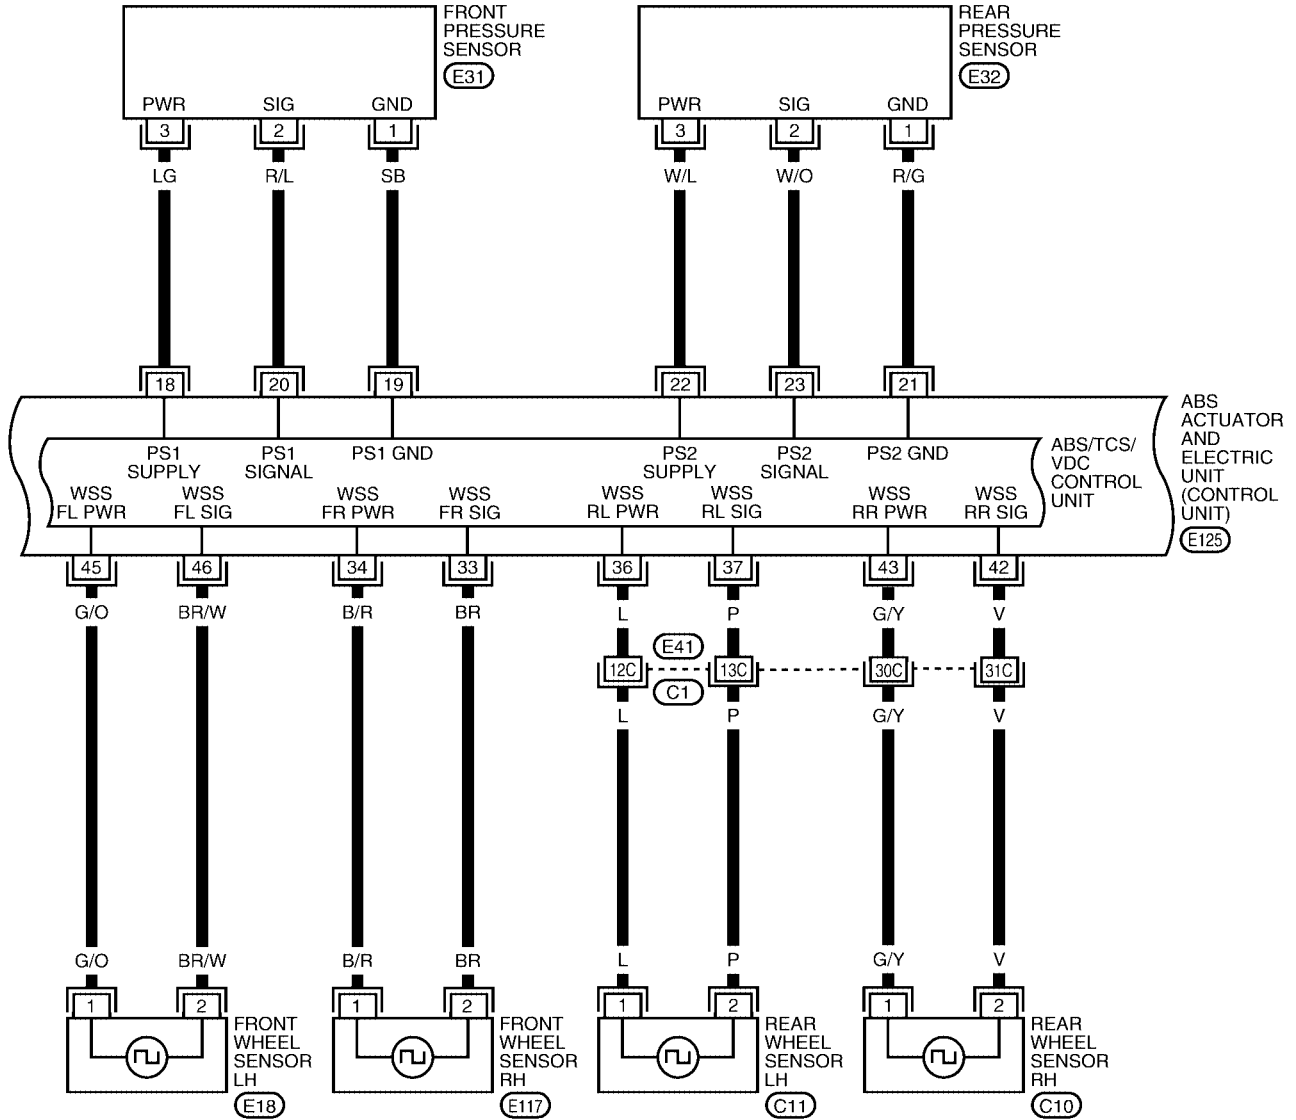 FRONT
PRESSURE
SENSOR
E31
REAR
PRESSURE
SENSOR
E32
PWR SIG GND
PWR SIG GND
3 2 1
3 2 1
LG R/L SB
W/L W/O R/G
18 20 19
22 23 21
ABS
ACTUATOR
AND
ELECTRIC
UNIT
(CONTROL
UNIT)
E125
ABS/TCS/
VDC
CONTROL
UNIT
PS1
SUPPLY
PS1
SIGNAL
PS1 GND
PS2
SUPPLY
PS2
SIGNAL
PS2 GND
WSS
FL PWR
WSS
FL SIG
WSS
FR PWR
WSS
FR SIG
WSS
RL PWR
WSS
RL SIG
WSS
RR PWR
WSS
RR SIG
45 46 34 33 36 37 43 42
G/O BR/W B/R BR L P G/Y V
E41
12C 13C 30C 31C
C1
L P G/Y V
G/O BR/W B/R BR L P G/Y V
1 2 1 2 1 2 1 2
FRONT
WHEEL
SENSOR
LH
E18
FRONT
WHEEL
SENSOR
RH
E117
REAR
WHEEL
SENSOR
LH
C11
REAR
WHEEL
SENSOR
RH
C10